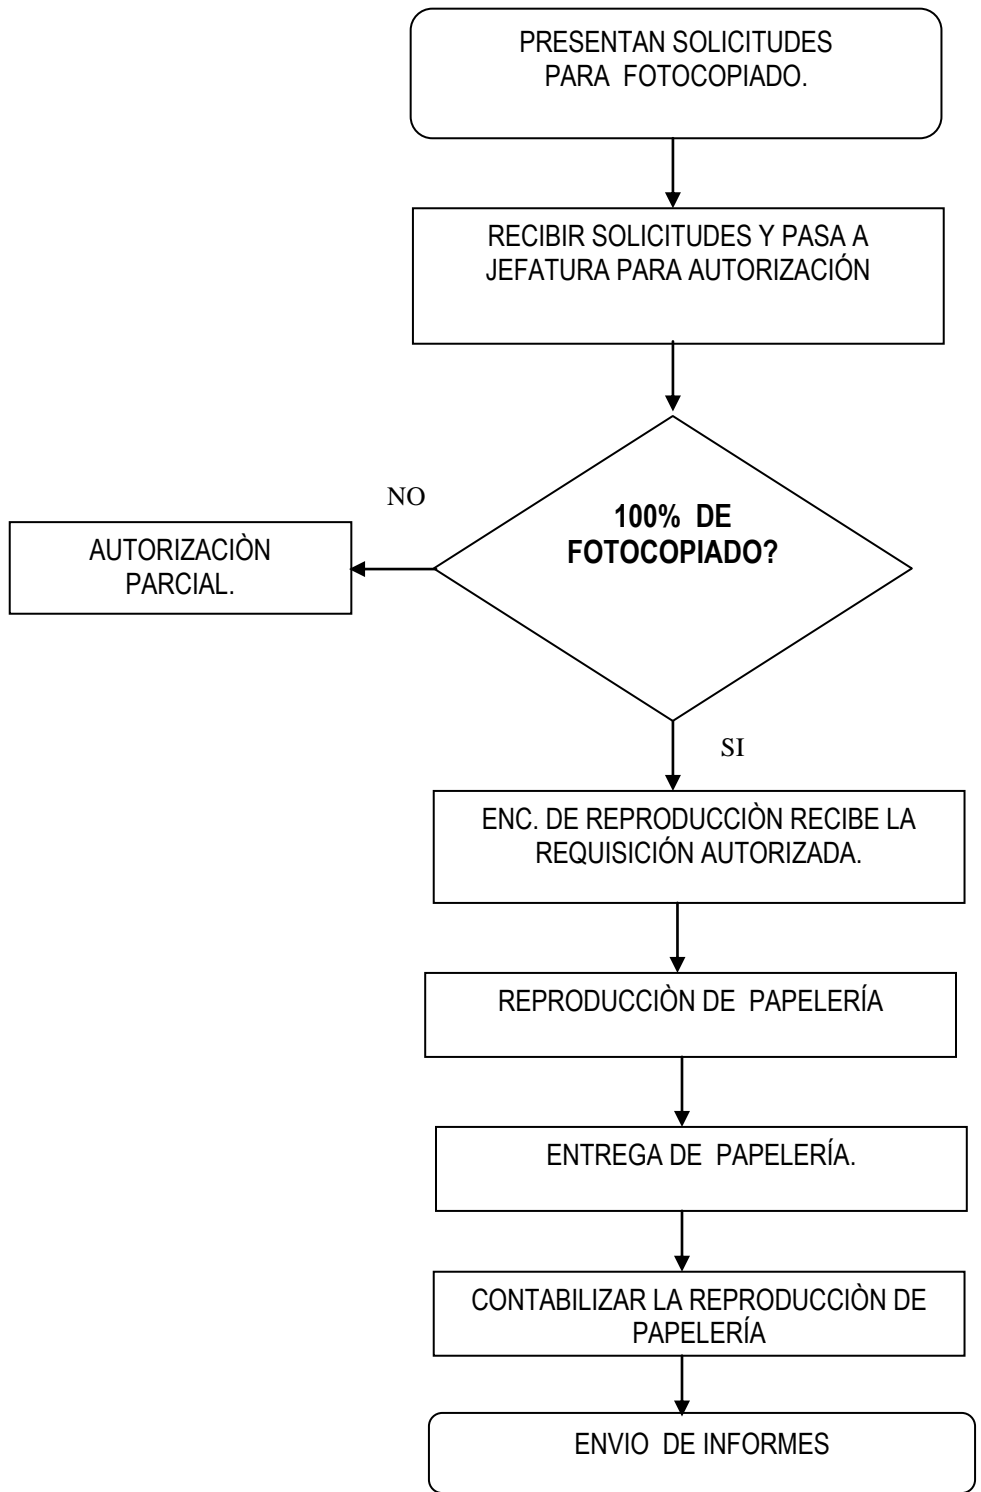 PRESENTAN SOLICITUDES
PARA FOTOCOPIADO.
RECIBIR SOLICITUDES Y PASA A
JEFATURA PARA AUTORIZACIÓN
100% DE
FOTOCOPIADO?
NO
AUTORIZACIÒN
PARCIAL.
SI
ENC. DE REPRODUCCIÒN RECIBE LA
REQUISICIÓN AUTORIZADA.
REPRODUCCIÒN DE PAPELERÍA
ENTREGA DE PAPELERÍA.
CONTABILIZAR LA REPRODUCCIÒN DE
PAPELERÍA
ENVIO DE INFORMES